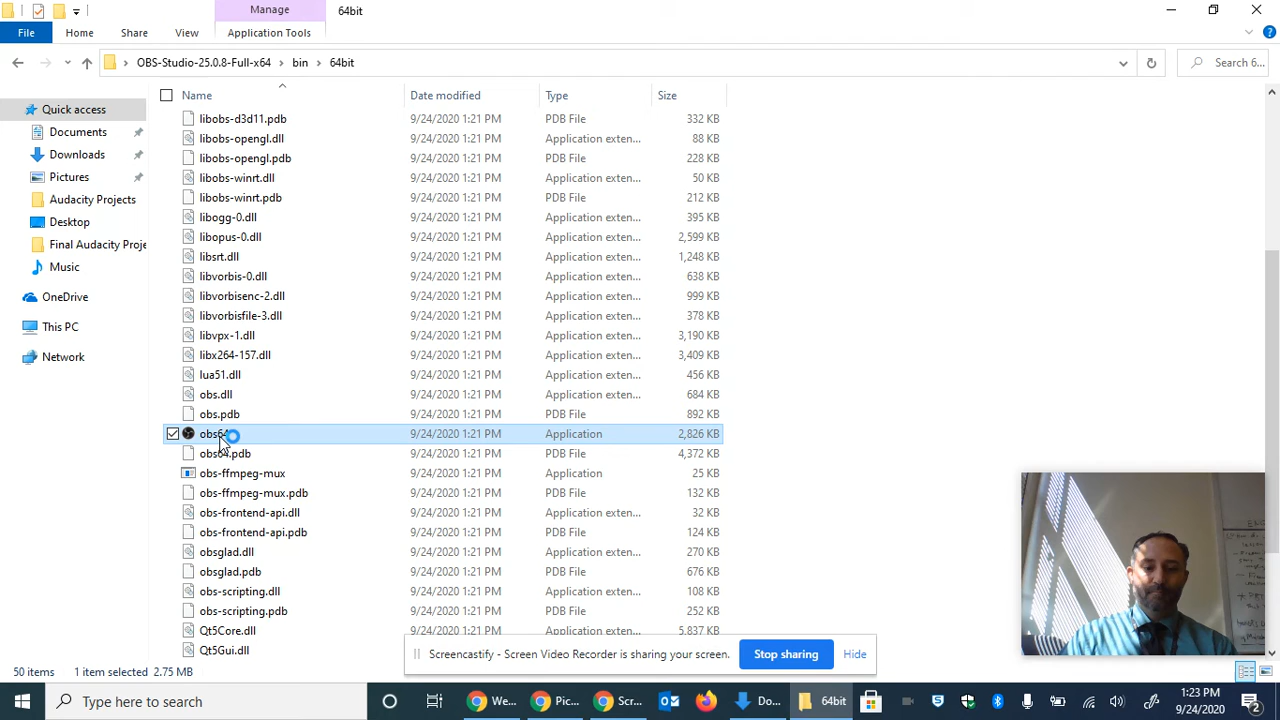 Manage 64bit
File Home Share View Application Tools
OBS-Studio-25.0.8-Full-x64 bin 64bit Search 6...
Name Date modified Type Size
Quick access
Documents
Downloads
Pictures
Audacity Projects
Desktop
Final Audacity Proje
Music
OneDrive
This PC
Network
libobs-d3d11.pdb 9/24/2020 1:21 PM PDB File 332 KB
libobs-opengl.dll 9/24/2020 1:21 PM Application exten... 88 KB
libobs-opengl.pdb 9/24/2020 1:21 PM PDB File 228 KB
libobs-winrt.dll 9/24/2020 1:21 PM Application exten... 50 KB
libobs-winrt.pdb 9/24/2020 1:21 PM PDB File 212 KB
libogg-0.dll 9/24/2020 1:21 PM Application exten... 395 KB
libopus-0.dll 9/24/2020 1:21 PM Application exten... 2,599 KB
libsrt.dll 9/24/2020 1:21 PM Application exten... 1,248 KB
libvorbis-0.dll 9/24/2020 1:21 PM Application exten... 638 KB
libvorbisenc-2.dll 9/24/2020 1:21 PM Application exten... 999 KB
libvorbisfile-3.dll 9/24/2020 1:21 PM Application exten... 378 KB
libvpx-1.dll 9/24/2020 1:21 PM Application exten... 3,190 KB
libx264-157.dll 9/24/2020 1:21 PM Application exten... 3,409 KB
lua51.dll 9/24/2020 1:21 PM Application exten... 456 KB
obs.dll 9/24/2020 1:21 PM Application exten... 684 KB
obs.pdb 9/24/2020 1:21 PM PDB File 892 KB
obs64 9/24/2020 1:21 PM Application 2,826 KB
obs64.pdb 9/24/2020 1:21 PM PDB File 4,372 KB
obs-ffmpeg-mux 9/24/2020 1:21 PM Application 25 KB
obs-ffmpeg-mux.pdb 9/24/2020 1:21 PM PDB File 132 KB
obs-frontend-api.dll 9/24/2020 1:21 PM Application exten... 32 KB
obs-frontend-api.pdb 9/24/2020 1:21 PM PDB File 124 KB
obsglad.dll 9/24/2020 1:21 PM Application exten... 270 KB
obsglad.pdb 9/24/2020 1:21 PM PDB File 676 KB
obs-scripting.dll 9/24/2020 1:21 PM Application exten... 108 KB
obs-scripting.pdb 9/24/2020 1:21 PM PDB File 252 KB
Qt5Core.dll 9/24/2020 1:21 PM Application exten... 5,837 KB
Qt5Gui.dll
Screencastify - Screen Video Recorder is sharing your screen. Stop sharing Hide
50 items 1 item selected 2.75 MB
Type here to search We... Pic... Scr... Do... 64bit 1:23 PM
9/24/2020 2